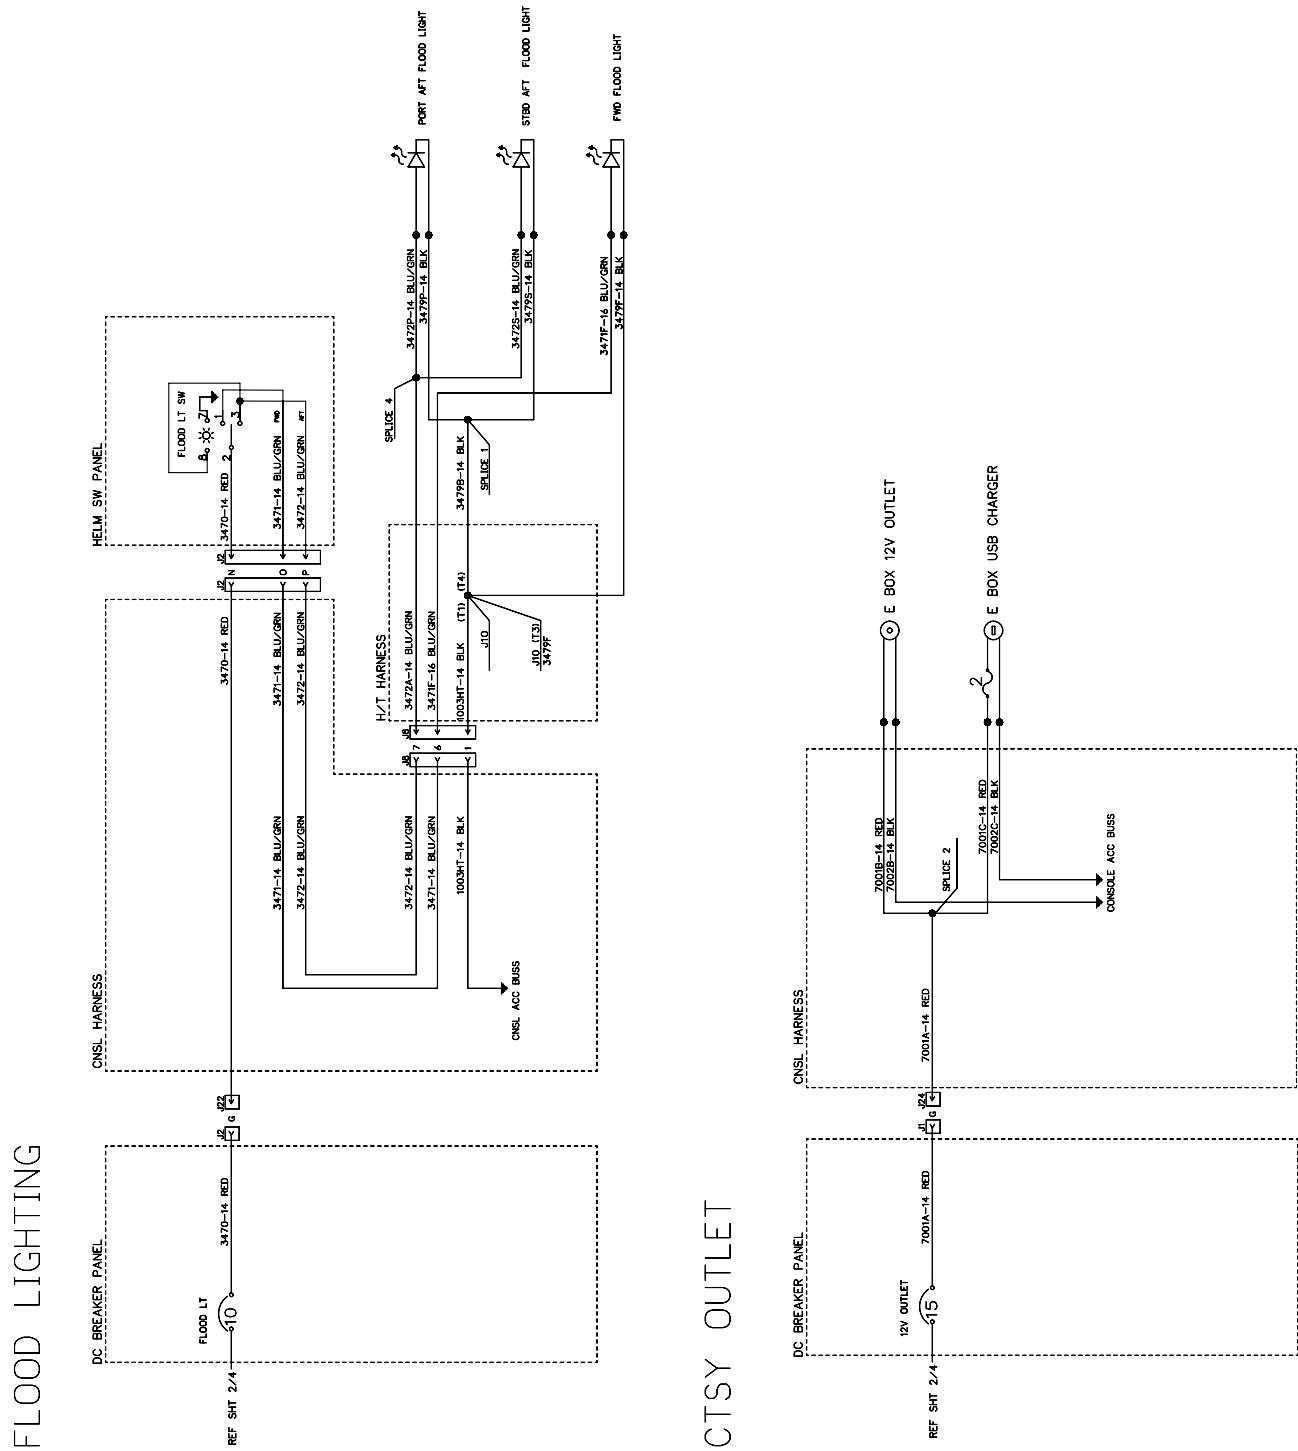 FLOOD LIGHTING
DC BREAKER PANEL
REF SHT 2/4
FLOOD LT
10
3470-14 RED
J2
G
J22
CNSL HARNESS
3470-14 RED
3471-14 BLU/GRN
3472-14 BLU/GRN
3471-14 BLU/GRN
3472-14 BLU/GRN
J2
N
O
P
J2
HELM SW PANEL
3470-14 RED
3471-14 BLU/GRN
FWD
3472-14 BLU/GRN
AFT
FLOOD LT SW
8
7
2
1
3
3472-14 BLU/GRN
3471-14 BLU/GRN
1003HT-14 BLK
CNSL ACC BUSS
J8
7
6
1
J8
H/T HARNESS
3472A-14 BLU/GRN
3471F-16 BLU/GRN
1003HT-14 BLK
(T1)
(T4)
J10
J10 (T3)
3479F
3479B-14 BLK
SPLICE 4
SPLICE 1
3472P-14 BLU/GRN
3479P-14 BLK
3472S-14 BLU/GRN
3479S-14 BLK
3471F-16 BLU/GRN
3479F-14 BLK
PORT AFT FLOOD LIGHT
STBD AFT FLOOD LIGHT
FWD FLOOD LIGHT
CTSY OUTLET
DC BREAKER PANEL
REF SHT 2/4
12V OUTLET
15
7001A-14 RED
J1
G
J24
CNSL HARNESS
7001A-14 RED
SPLICE 2
7001B-14 RED
7002B-14 BLK
7001C-14 RED
7002C-14 BLK
CONSOLE ACC BUSS
2
E BOX 12V OUTLET
E BOX USB CHARGER